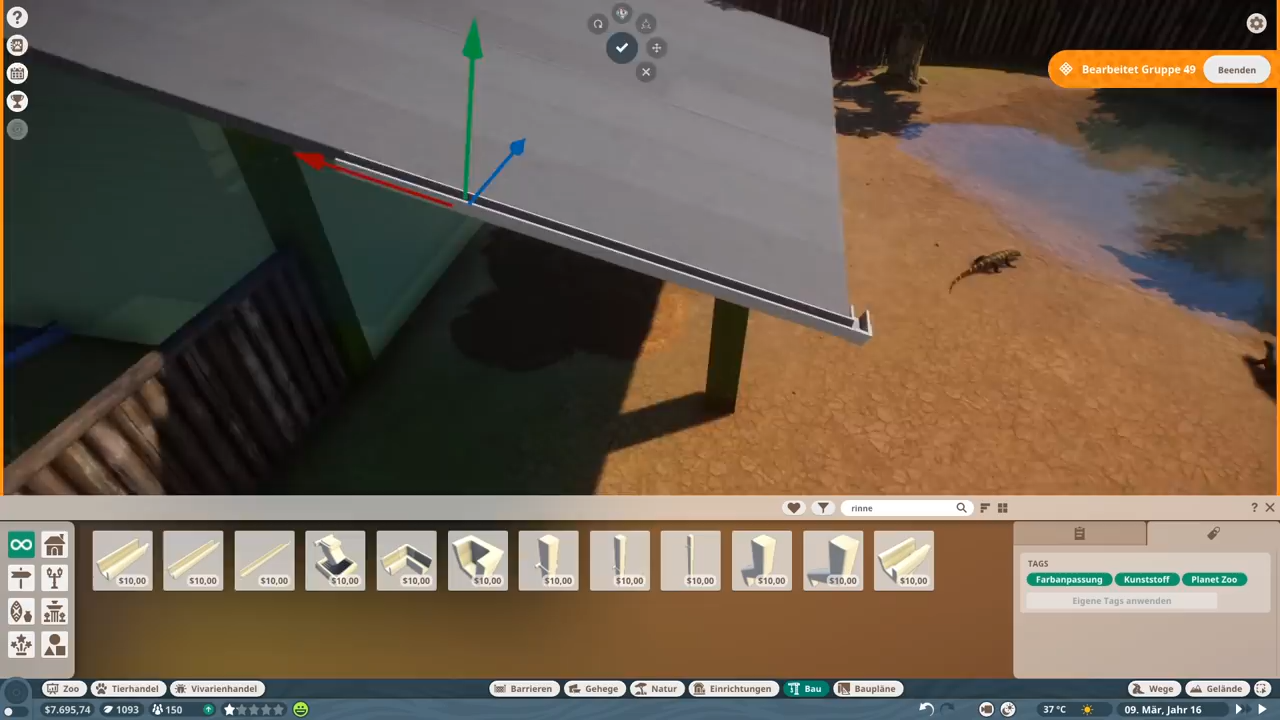 Bearbeitet Gruppe 49
Beenden
rinne
$10,00
$10,00
$10,00
$10,00
$10,00
$10,00
$10,00
$10,00
$10,00
$10,00
$10,00
$10,00
TAGS
Farbanpassung
Kunststoff
Planet Zoo
Eigene Tags anwenden
Zoo
Tierhandel
Vivarienhandel
Barrieren
Gehege
Natur
Einrichtungen
Bau
Baupläne
Wege
Gelände
$7.695,74
1093
150
37 °C
09. Mär, Jahr 16